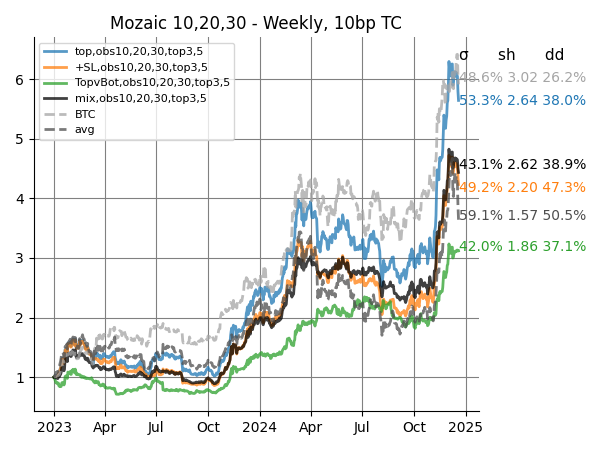 Mozaic 10,20,30 - Weekly, 10bp TC
top,obs10,20,30,top3,5
+SL,obs10,20,30,top3,5
TopvBot,obs10,20,30,top3,5
mix,obs10,20,30,top3,5
BTC
avg
σ sh dd
48.6% 3.02 26.2%
53.3% 2.64 38.0%
43.1% 2.62 38.9%
49.2% 2.20 47.3%
59.1% 1.57 50.5%
42.0% 1.86 37.1%
6
5
4
3
2
1
2023 Apr Jul Oct 2024 Apr Jul Oct 2025